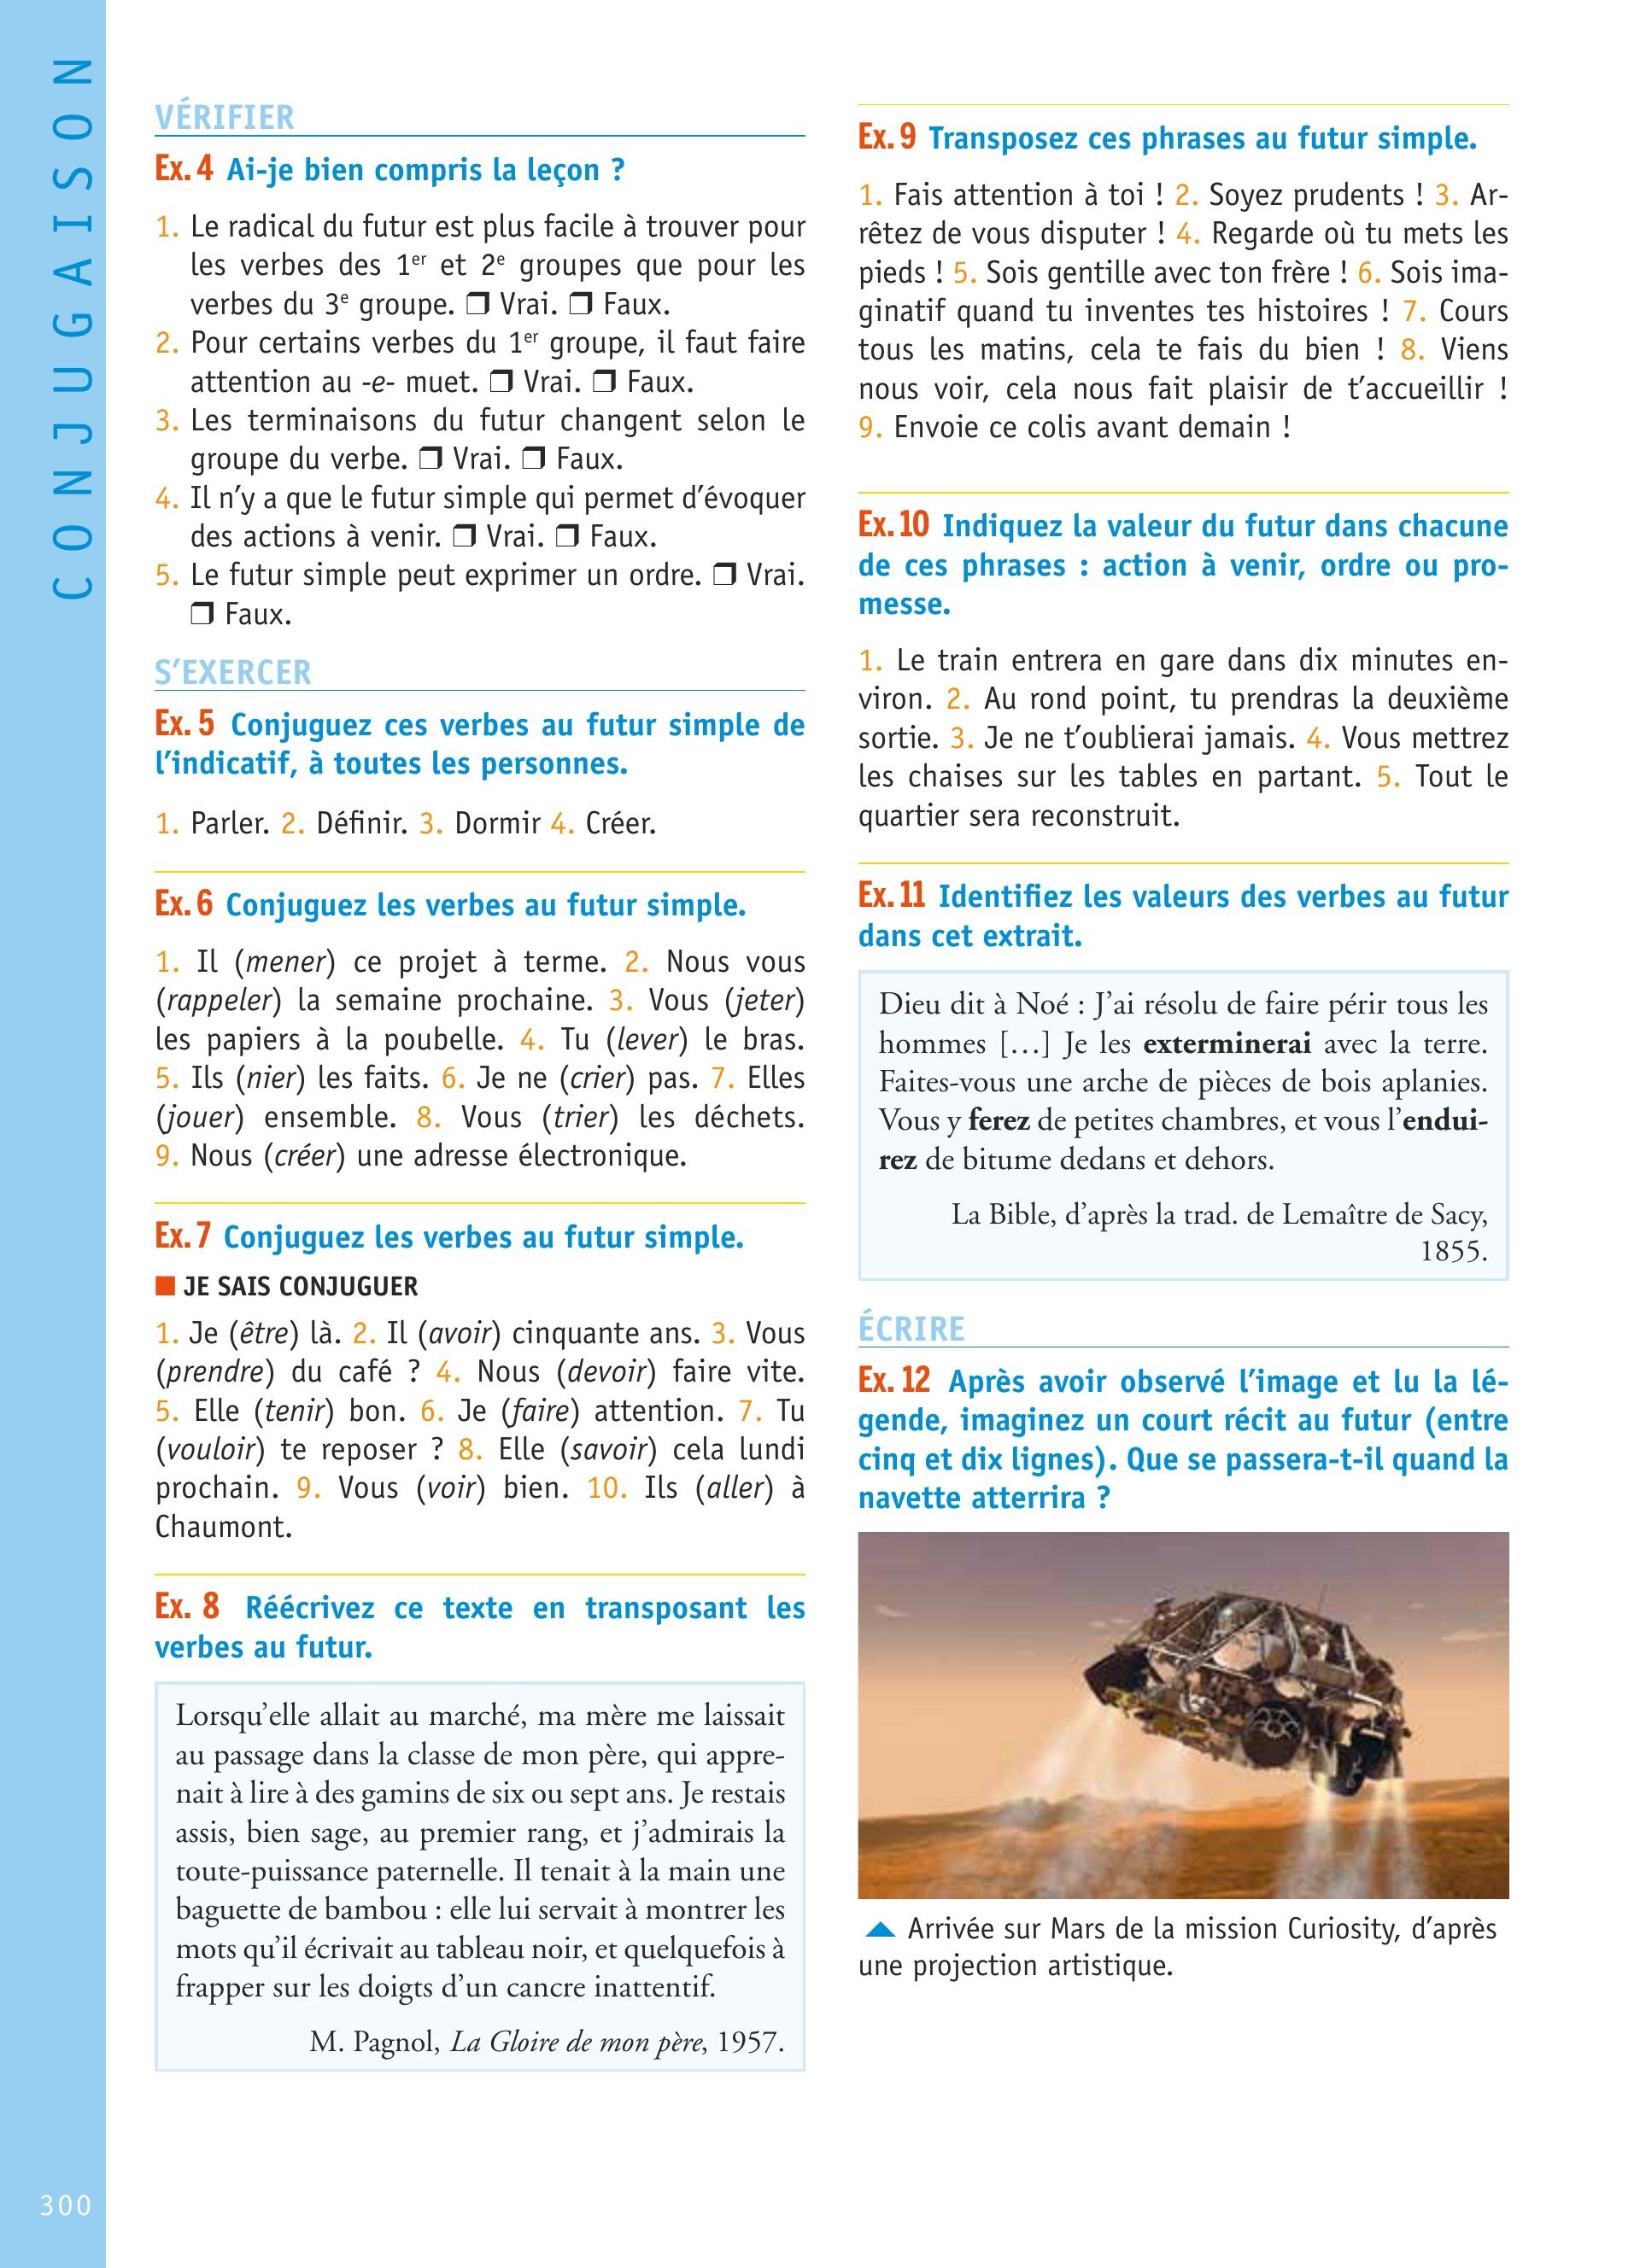 CONJUGAISON
VÉRIFIER
Ex. 4 Ai-je bien compris la leçon ?
1. Le radical du futur est plus facile à trouver pour
les verbes des 1er et 2e groupes que pour les
verbes du 3e groupe. ❒ Vrai. ❒ Faux.
2. Pour certains verbes du 1er groupe, il faut faire
attention au -e- muet. ❒ Vrai. ❒ Faux.
3. Les terminaisons du futur changent selon le
groupe du verbe. ❒ Vrai. ❒ Faux.
4. Il n’y a que le futur simple qui permet d’évoquer
des actions à venir. ❒ Vrai. ❒ Faux.
5. Le futur simple peut exprimer un ordre. ❒ Vrai.
❒ Faux.
S’EXERCER
Ex. 5 Conjuguez ces verbes au futur simple de
l’indicatif, à toutes les personnes.
1. Parler. 2. Définir. 3. Dormir 4. Créer.
Ex. 6 Conjuguez les verbes au futur simple.
1. Il (mener) ce projet à terme. 2. Nous vous
(rappeler) la semaine prochaine. 3. Vous (jeter)
les papiers à la poubelle. 4. Tu (lever) le bras.
5. Ils (nier) les faits. 6. Je ne (crier) pas. 7. Elles
(jouer) ensemble. 8. Vous (trier) les déchets.
9. Nous (créer) une adresse électronique.
Ex. 7 Conjuguez les verbes au futur simple.
■ JE SAIS CONJUGUER
1. Je (être) là. 2. Il (avoir) cinquante ans. 3. Vous
(prendre) du café ? 4. Nous (devoir) faire vite.
5. Elle (tenir) bon. 6. Je (faire) attention. 7. Tu
(vouloir) te reposer ? 8. Elle (savoir) cela lundi
prochain. 9. Vous (voir) bien. 10. Ils (aller) à
Chaumont.
Ex. 8 Réécrivez ce texte en transposant les
verbes au futur.
Lorsqu’elle allait au marché, ma mère me laissait
au passage dans la classe de mon père, qui appre-
nait à lire à des gamins de six ou sept ans. Je restais
assis, bien sage, au premier rang, et j’admirais la
toute-puissance paternelle. Il tenait à la main une
baguette de bambou : elle lui servait à montrer les
mots qu’il écrivait au tableau noir, et quelquefois à
frapper sur les doigts d’un cancre inattentif.
M. Pagnol, La Gloire de mon père, 1957.
Ex. 9 Transposez ces phrases au futur simple.
1. Fais attention à toi ! 2. Soyez prudents ! 3. Ar-
rêtez de vous disputer ! 4. Regarde où tu mets les
pieds ! 5. Sois gentille avec ton frère ! 6. Sois ima-
ginatif quand tu inventes tes histoires ! 7. Cours
tous les matins, cela te fais du bien ! 8. Viens
nous voir, cela nous fait plaisir de t’accueillir !
9. Envoie ce colis avant demain !
Ex. 10 Indiquez la valeur du futur dans chacune
de ces phrases : action à venir, ordre ou pro-
messe.
1. Le train entrera en gare dans dix minutes en-
viron. 2. Au rond point, tu prendras la deuxième
sortie. 3. Je ne t’oublierai jamais. 4. Vous mettrez
les chaises sur les tables en partant. 5. Tout le
quartier sera reconstruit.
Ex. 11 Identifiez les valeurs des verbes au futur
dans cet extrait.
Dieu dit à Noé : J’ai résolu de faire périr tous les
hommes […] Je les exterminerai avec la terre.
Faites-vous une arche de pièces de bois aplanies.
Vous y ferez de petites chambres, et vous l’endui-
rez de bitume dedans et dehors.
La Bible, d’après la trad. de Lemaître de Sacy,
1855.
ÉCRIRE
Ex. 12 Après avoir observé l’image et lu la lé-
gende, imaginez un court récit au futur (entre
cinq et dix lignes). Que se passera-t-il quand la
navette atterrira ?
▲ Arrivée sur Mars de la mission Curiosity, d’après
une projection artistique.
300